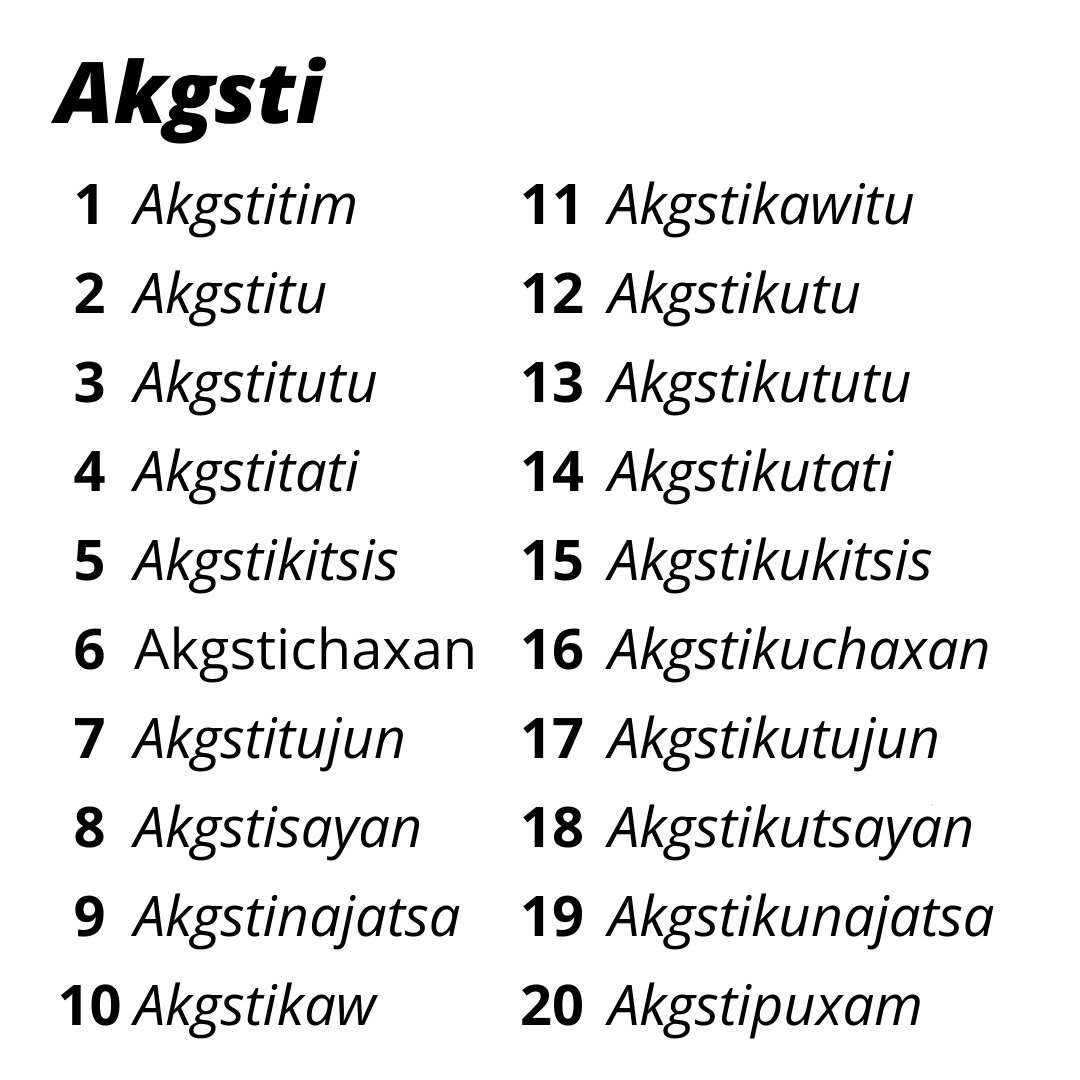 Akgsti
1 Akgstitim
2 Akgstitu
3 Akgstitutu
4 Akgstitati
5 Akgstikitsis
6 Akgstichaxan
7 Akgstitujun
8 Akgstisayan
9 Akgstinajatsa
10 Akgstikaw
11 Akgstikawitu
12 Akgstikutu
13 Akgstikututu
14 Akgstikutati
15 Akgstikukitsis
16 Akgstikuchaxan
17 Akgstikutujun
18 Akgstikutsayan
19 Akgstikunajatsa
20 Akgstipuxam